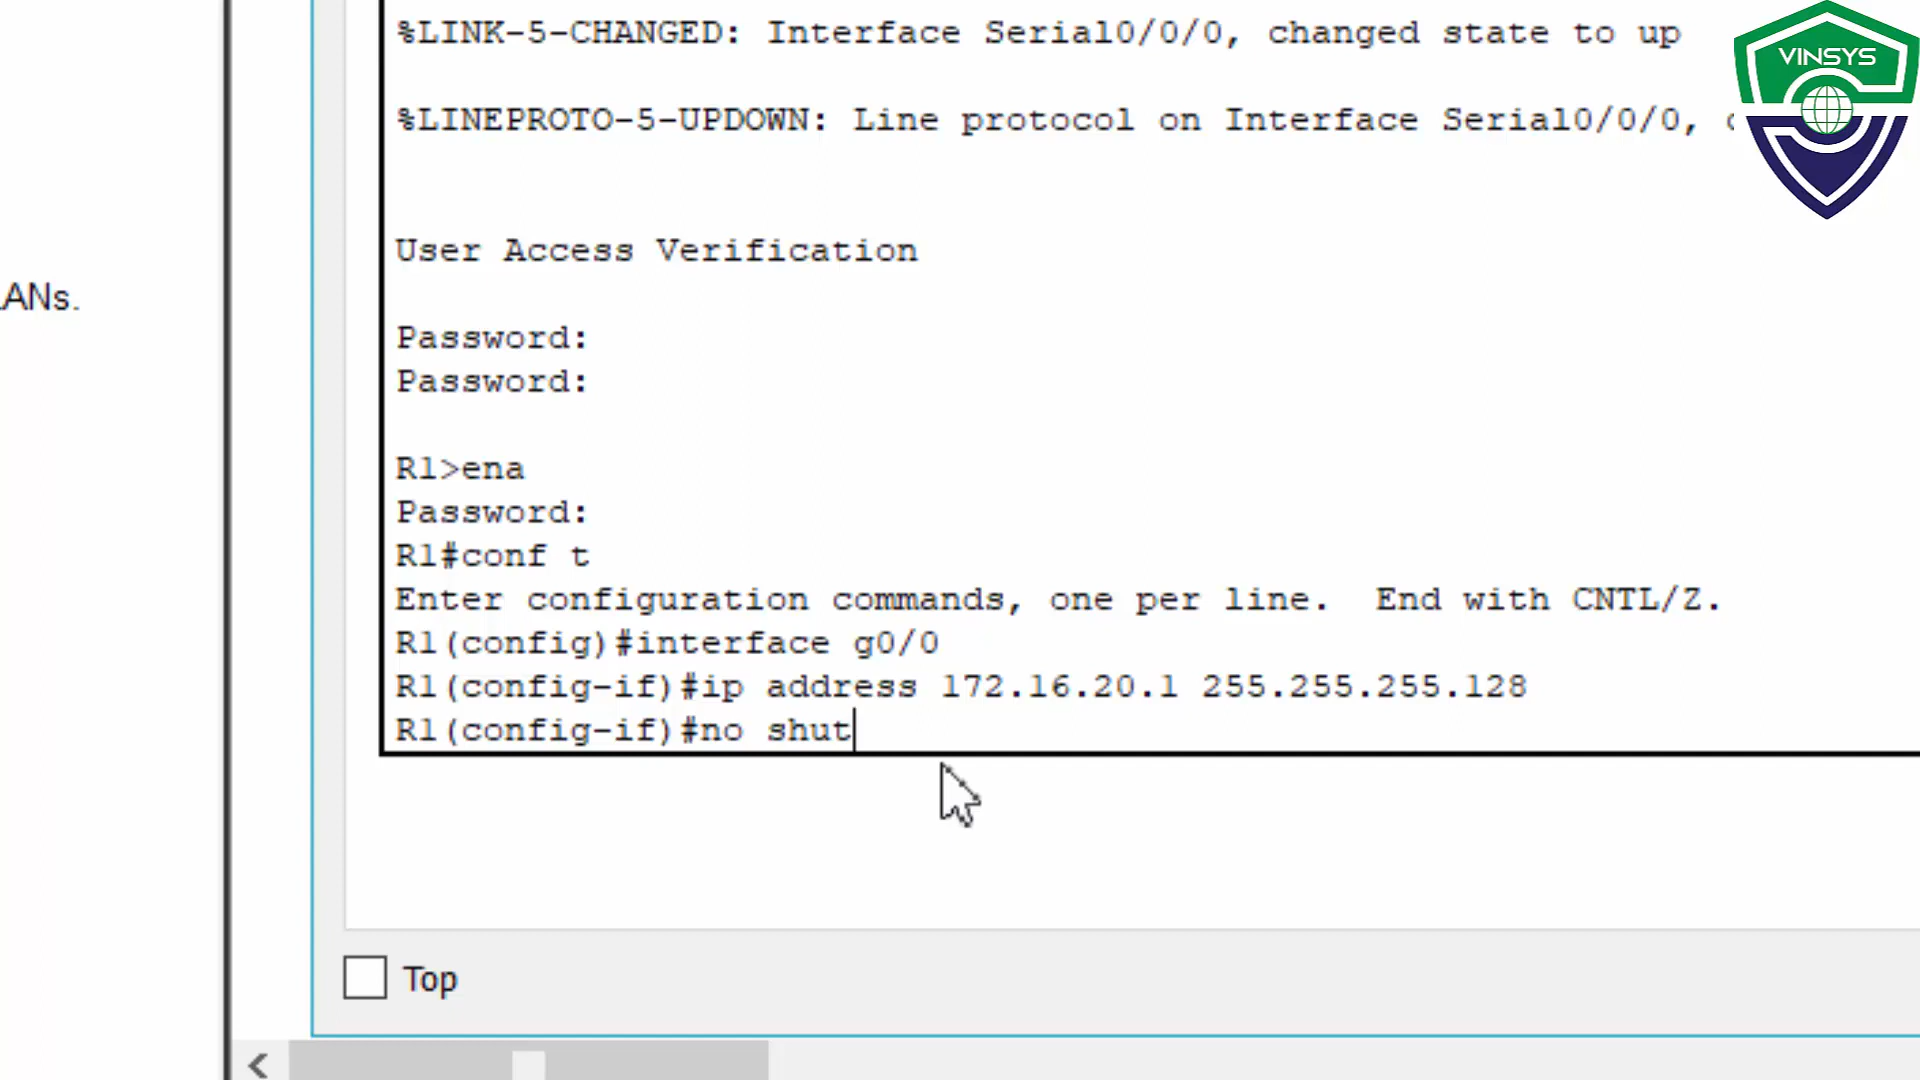 %LINK-5-CHANGED: Interface Serial0/0/0, changed state to up
VINSYS
%LINEPROTO-5-UPDOWN: Line protocol on Interface Serial0/0/0,
User Access Verification
ANs.
Password:
Password:
R1>ena
Password:
R1#conf t
Enter configuration commands, one per line.  End with CNTL/Z.
R1(config)#interface g0/0
R1(config-if)#ip address 172.16.20.1 255.255.255.128
R1(config-if)#no shut
Top